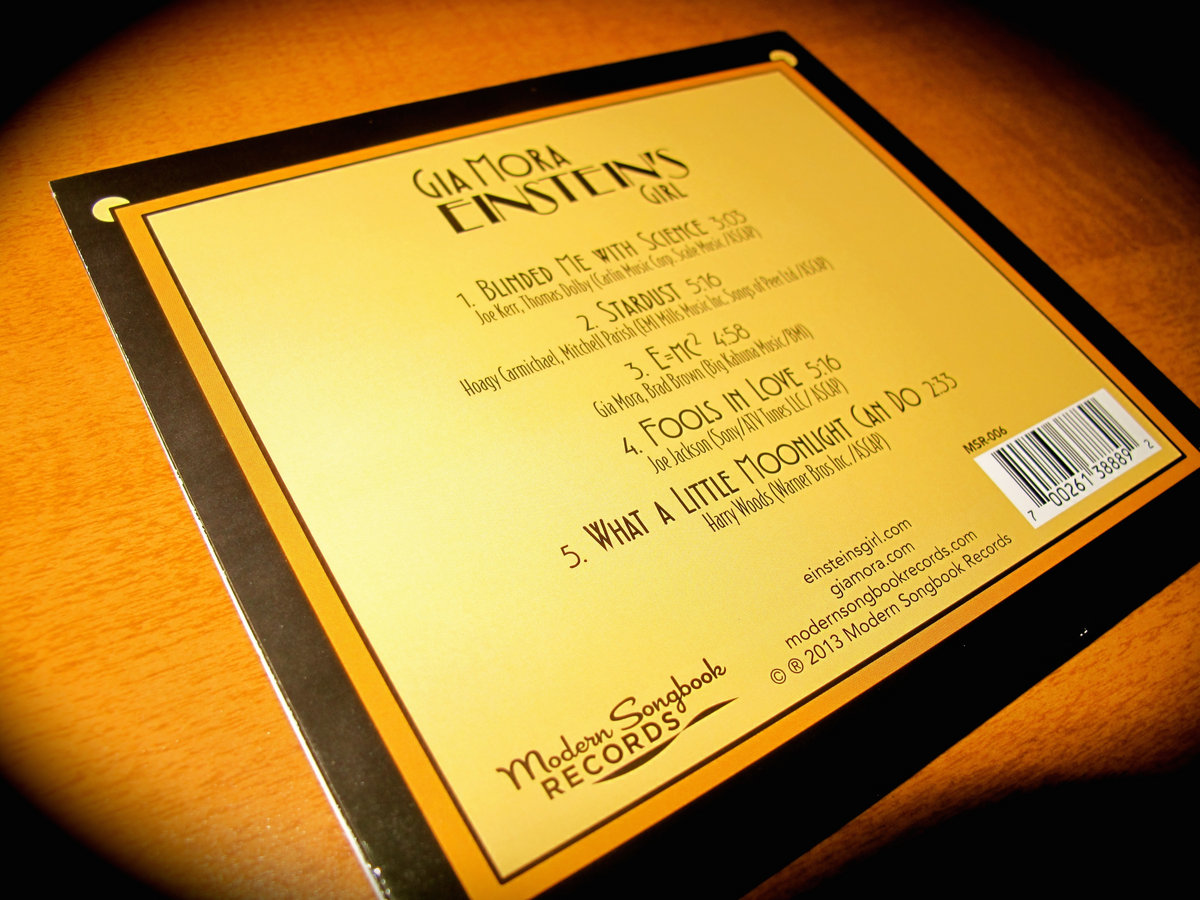 GIA MORA
EINSTEIN'S
GIRL
1. BLINDED ME WITH SCIENCE 3:03
Joe Kerr, Thomas Dolby (Carlin Music Corp. Scale Music/ASCAP)
2. STARDUST 5:16
Hoagy Carmichael, Mitchell Parish (EMI Mills Music Inc. Songs of Peer Ltd/ASCAP)
3. E=MC² 4:58
Gia Mora, Brad Brown (Big Kahuna Music/BMI)
4. FOOLS IN LOVE 5:16
Joe Jackson (Sony/ATV Tunes LLC/ASCAP)
5. WHAT A LITTLE MOONLIGHT CAN DO 2:33
Harry Woods (Warner Bros Inc./ASCAP)
MSR-006
7 00261 38889 2
einsteinsgirl.com
giamora.com
modernsongbookrecords.com
© ® 2013 Modern Songbook Records
Modern Songbook
RECORDS